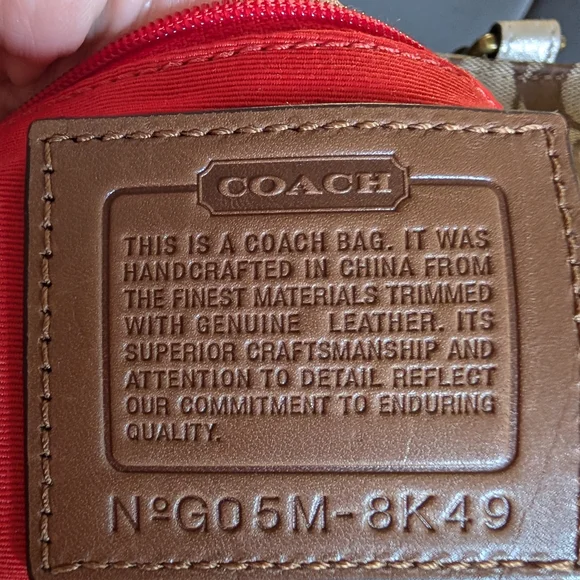 COACH
THIS IS A COACH BAG. IT WAS
HANDCRAFTED IN CHINA FROM
THE FINEST MATERIALS TRIMMED
WITH GENUINE LEATHER. ITS
SUPERIOR CRAFTSMANSHIP AND
ATTENTION TO DETAIL REFLECT
OUR COMMITMENT TO ENDURING
QUALITY.
NºG05M-8K49